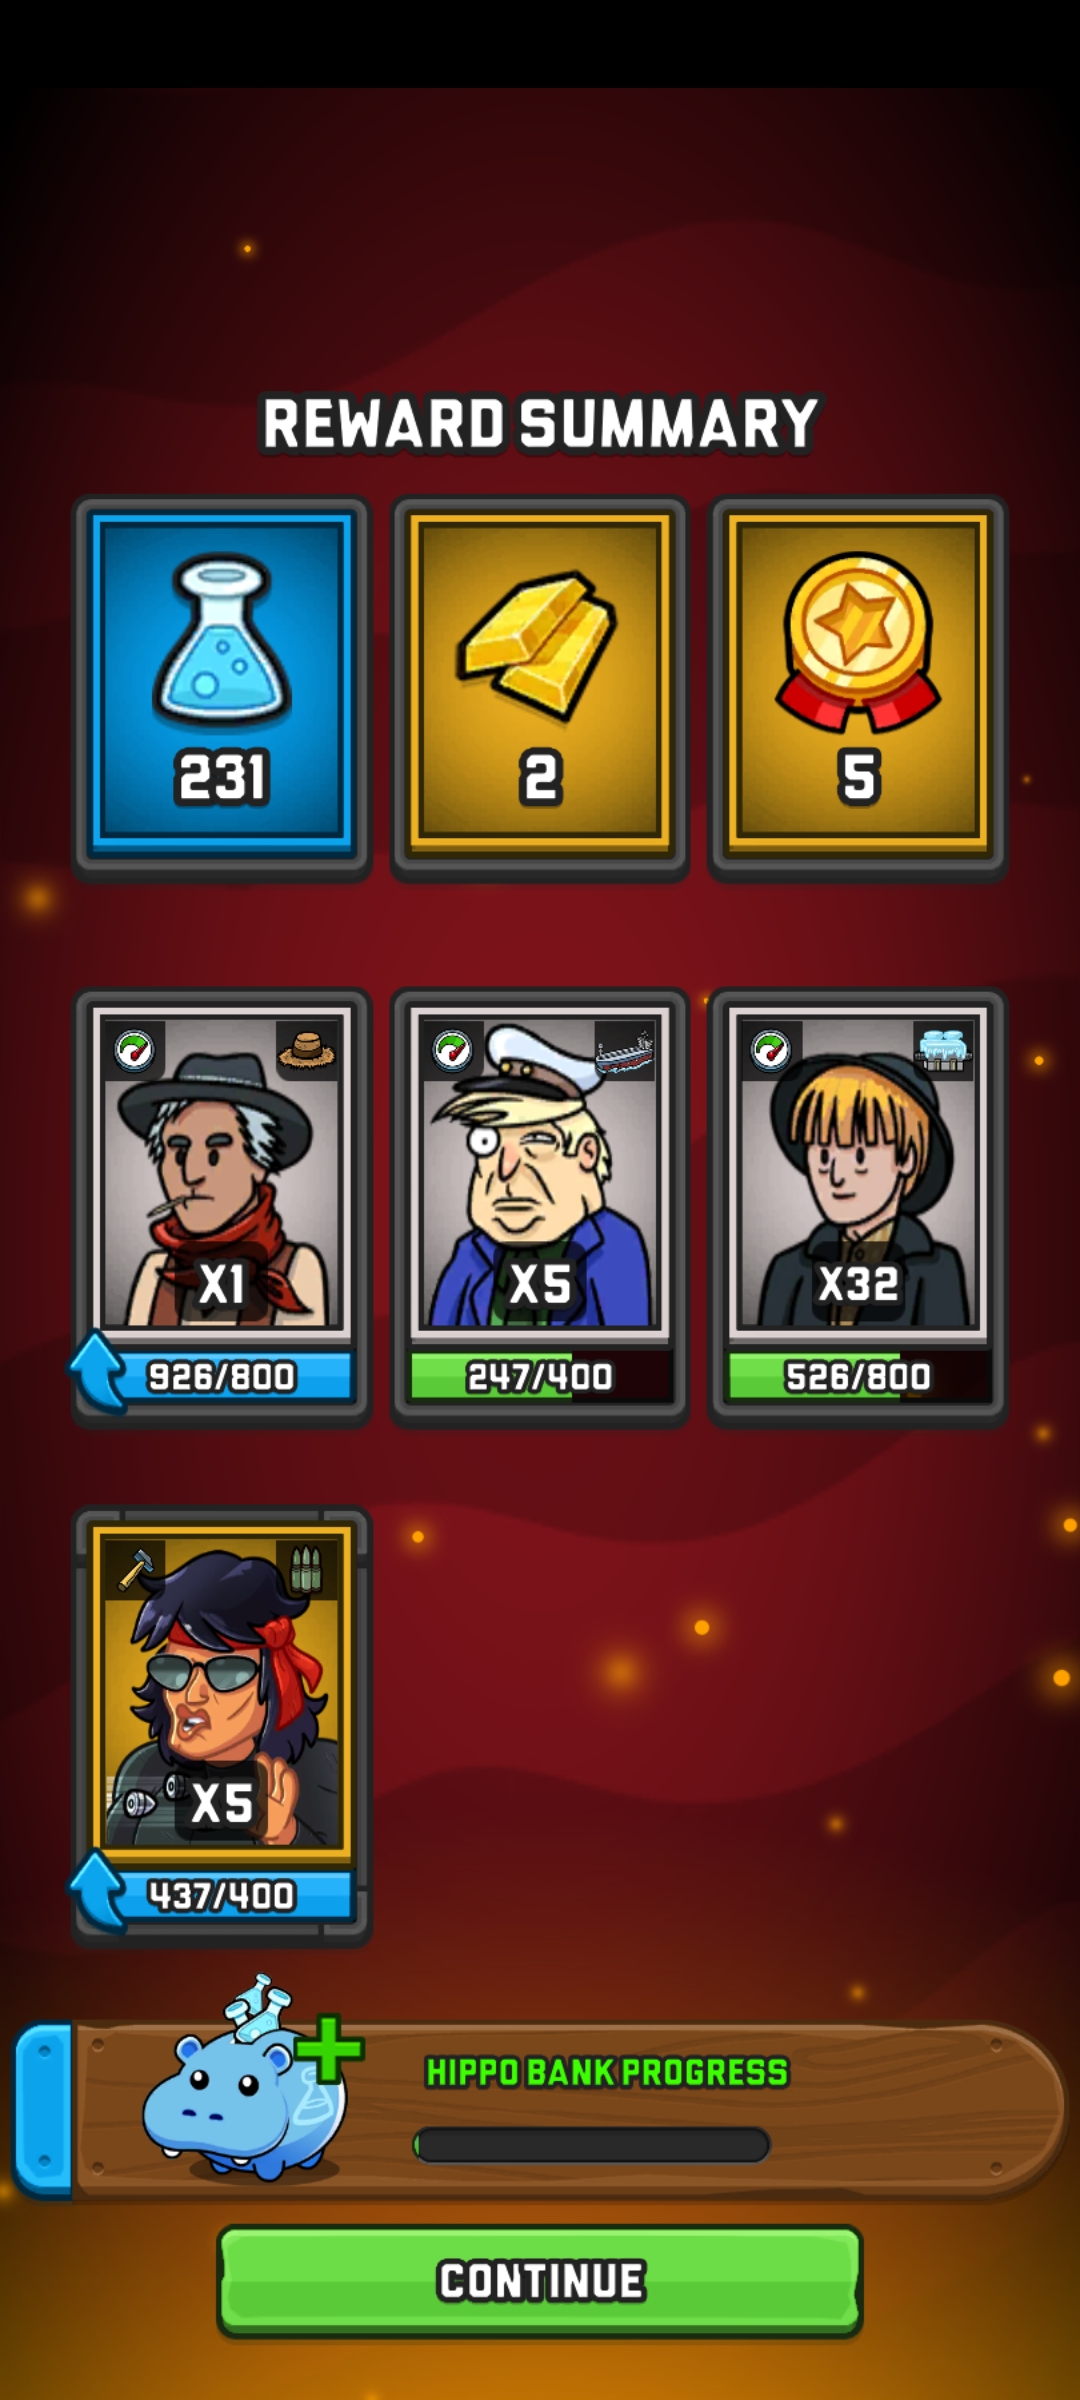 REWARD SUMMARY
231
2
5
X1
X5
X32
926/800
247/400
526/800
X5
437/400
HIPPO BANK PROGRESS
CONTINUE